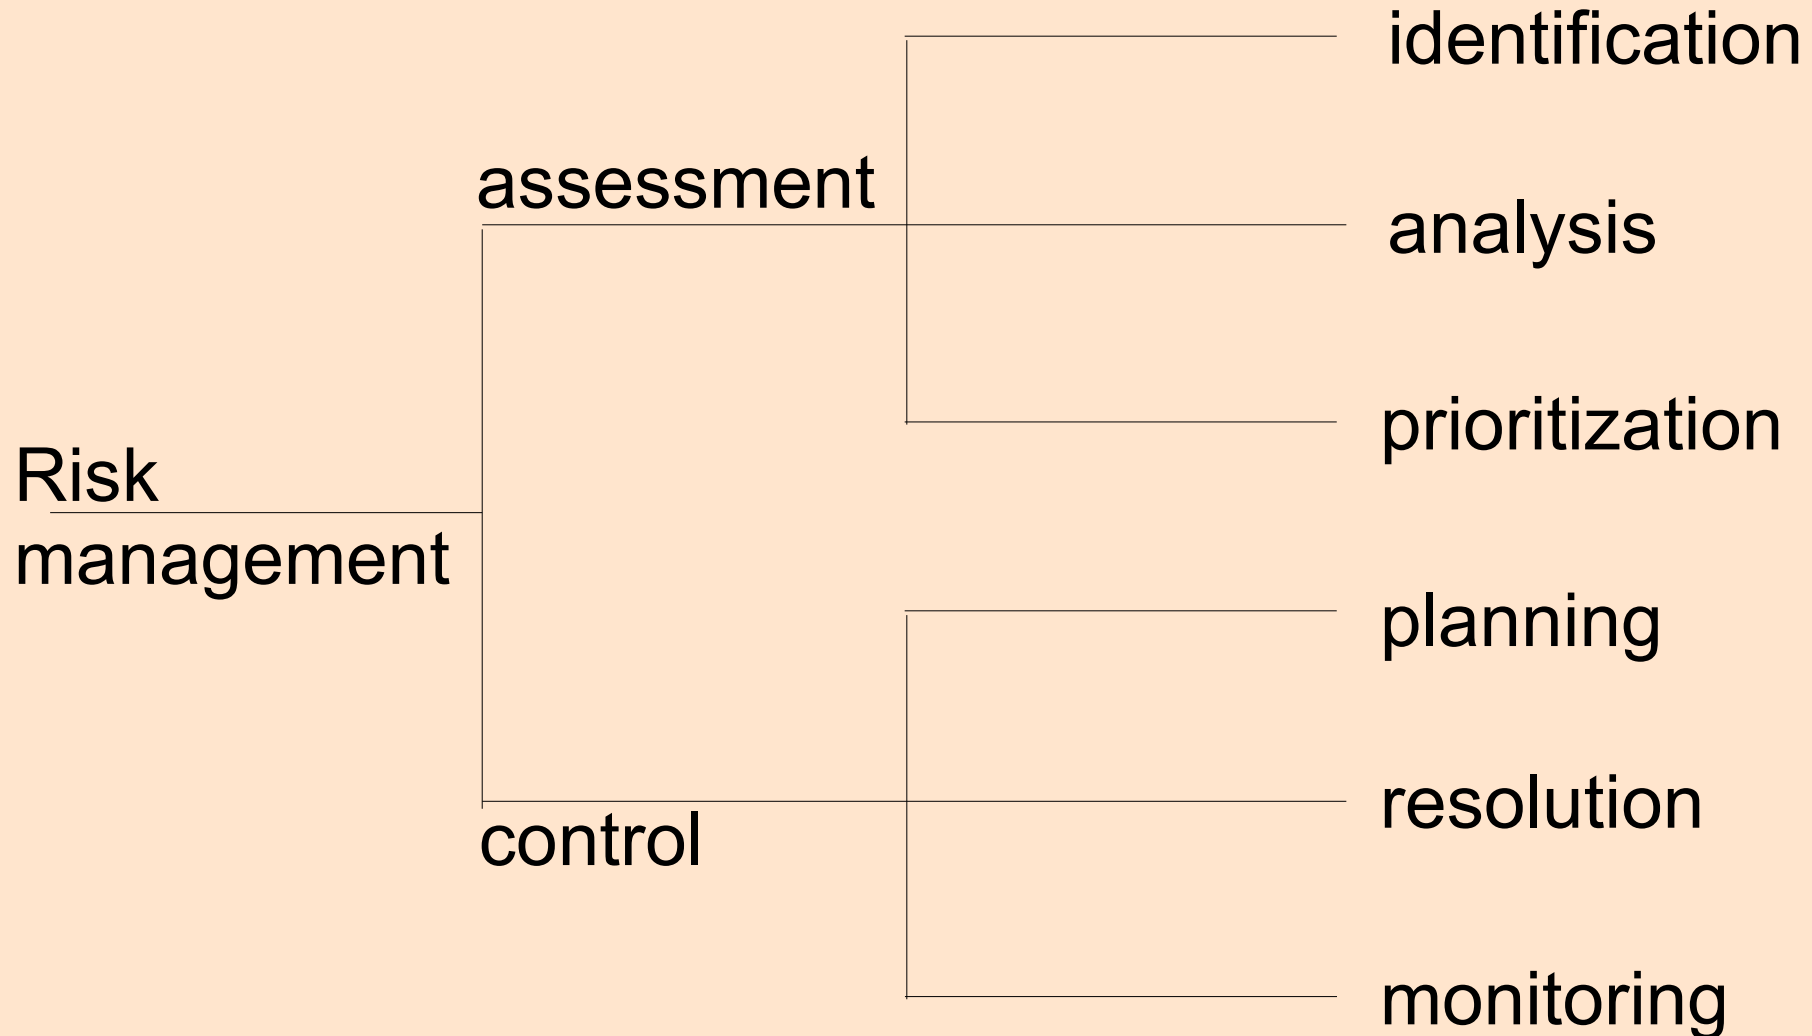 identification
assessment
analysis
prioritization
Risk
management
planning
resolution
control
monitoring